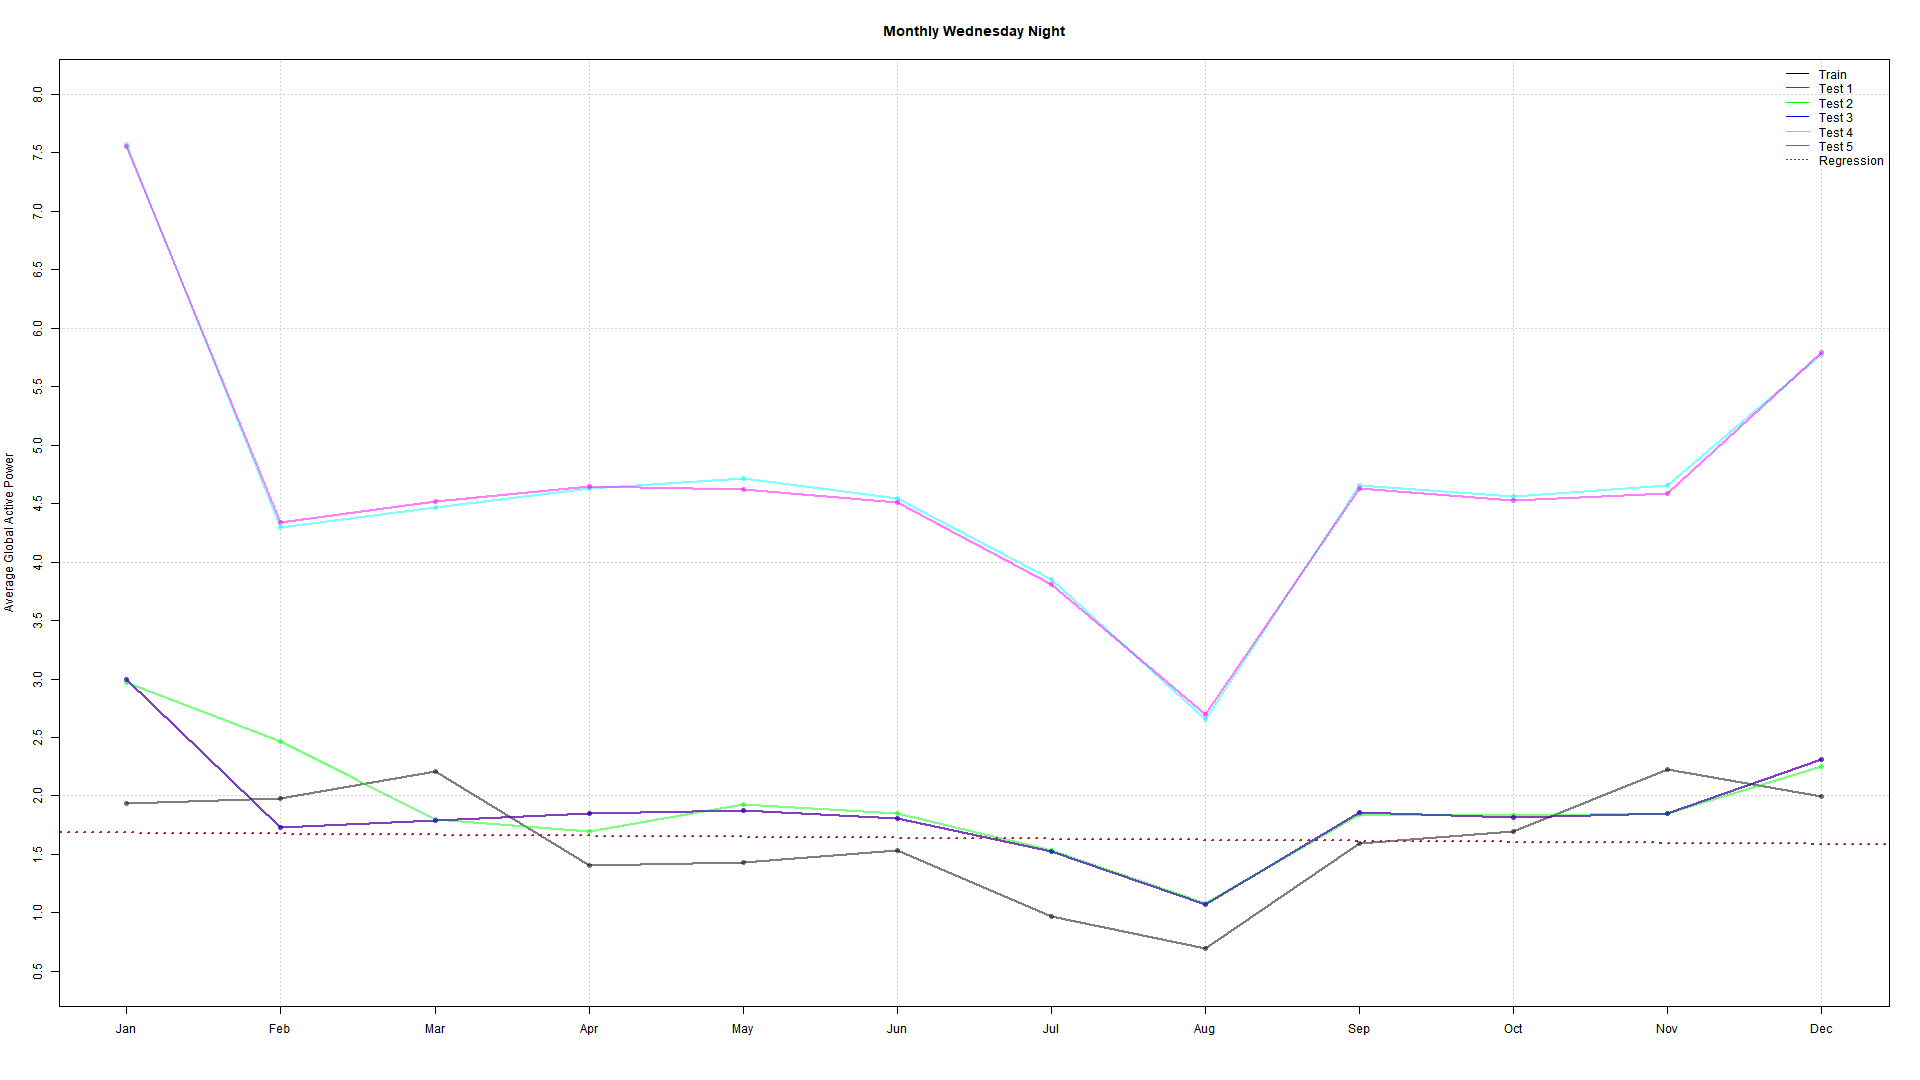 Monthly Wednesday Night
Train
Test 1
Test 2
Test 3
Test 4
Test 5
Regression
Average Global Active Power
8.0
7.5
7.0
6.5
6.0
5.5
5.0
4.5
4.0
3.5
3.0
2.5
2.0
1.5
1.0
0.5
Jan Feb Mar Apr May Jun Jul Aug Sep Oct Nov Dec